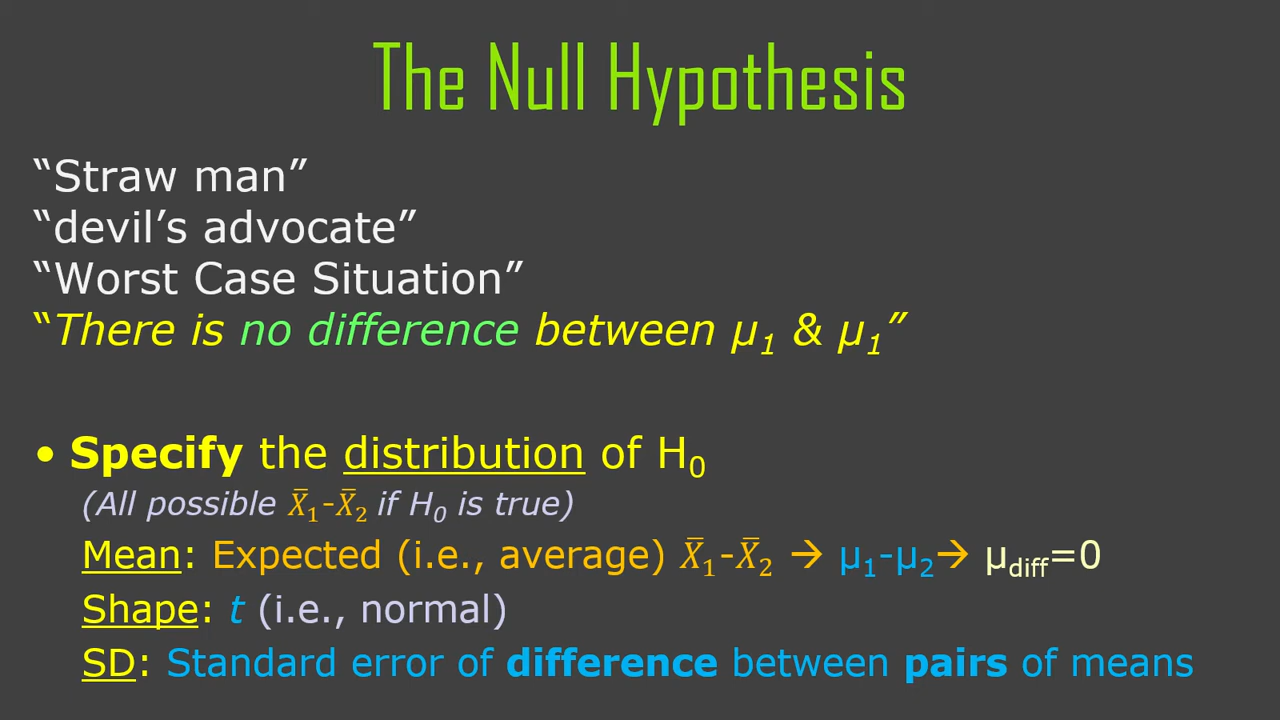 The Null Hypothesis
“Straw man”
“devil’s advocate”
“Worst Case Situation”
“There is no difference between μ₁ & μ₁”
• Specify the distribution of H₀
(All possible X̄₁-X̄₂ if H₀ is true)
Mean: Expected (i.e., average) X̄₁-X̄₂ → μ₁-μ₂→ μdiff=0
Shape: t (i.e., normal)
SD: Standard error of difference between pairs of means